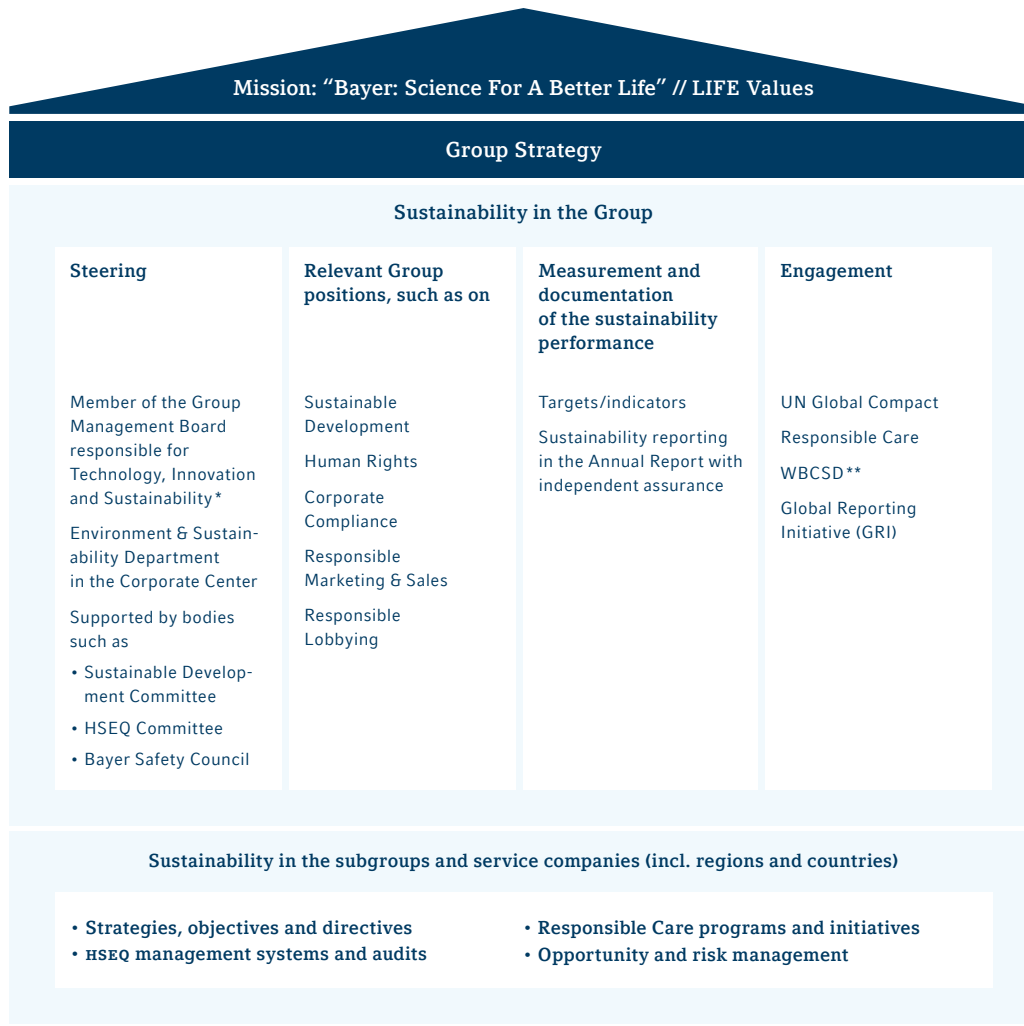 Mission: “Bayer: Science For A Better Life” // LIFE Values
Group Strategy
Sustainability in the Group
Steering
Member of the Group
Management Board
responsible for
Technology, Innovation
and Sustainability*
Environment & Sustain-
ability Department
in the Corporate Center
Supported by bodies
such as
• Sustainable Develop-
ment Committee
• HSEQ Committee
• Bayer Safety Council
Relevant Group
positions, such as on
Sustainable
Development
Human Rights
Corporate
Compliance
Responsible
Marketing & Sales
Responsible
Lobbying
Measurement and
documentation
of the sustainability
performance
Targets/indicators
Sustainability reporting
in the Annual Report with
independent assurance
Engagement
UN Global Compact
Responsible Care
WBCSD**
Global Reporting
Initiative (GRI)
Sustainability in the subgroups and service companies (incl. regions and countries)
• Strategies, objectives and directives
• HSEQ management systems and audits
• Responsible Care programs and initiatives
• Opportunity and risk management